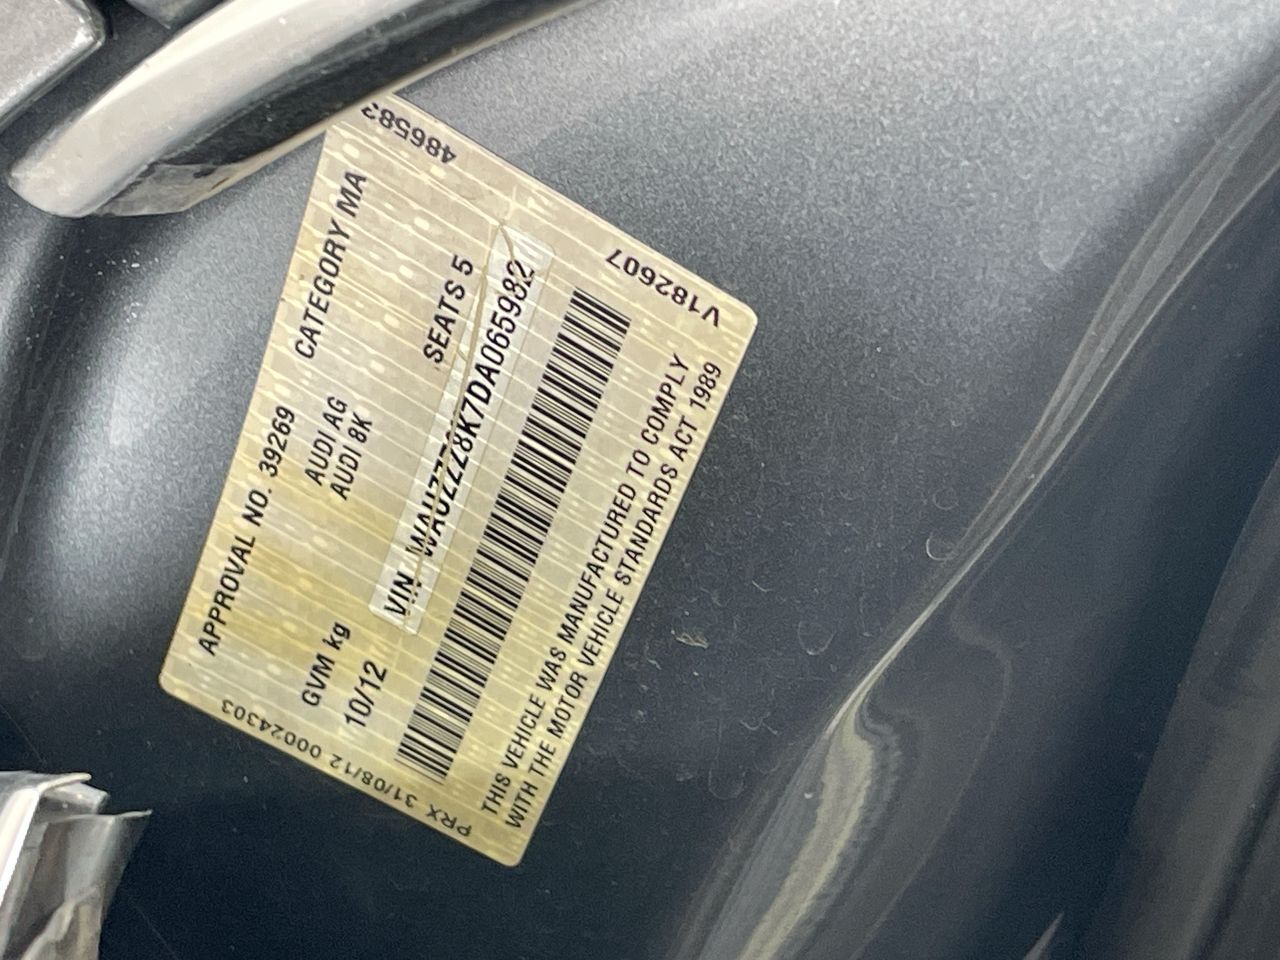 APPROVAL NO. 39269 CATEGORY MA
AUDI AG
AUDI 8K
GVM kg SEATS 5
10/12
VIN WAUZZZ8K7DA065982
THIS VEHICLE WAS MANUFACTURED TO COMPLY
WITH THE MOTOR VEHICLE STANDARDS ACT 1989
PRX 31/08/12 00024303
V182607